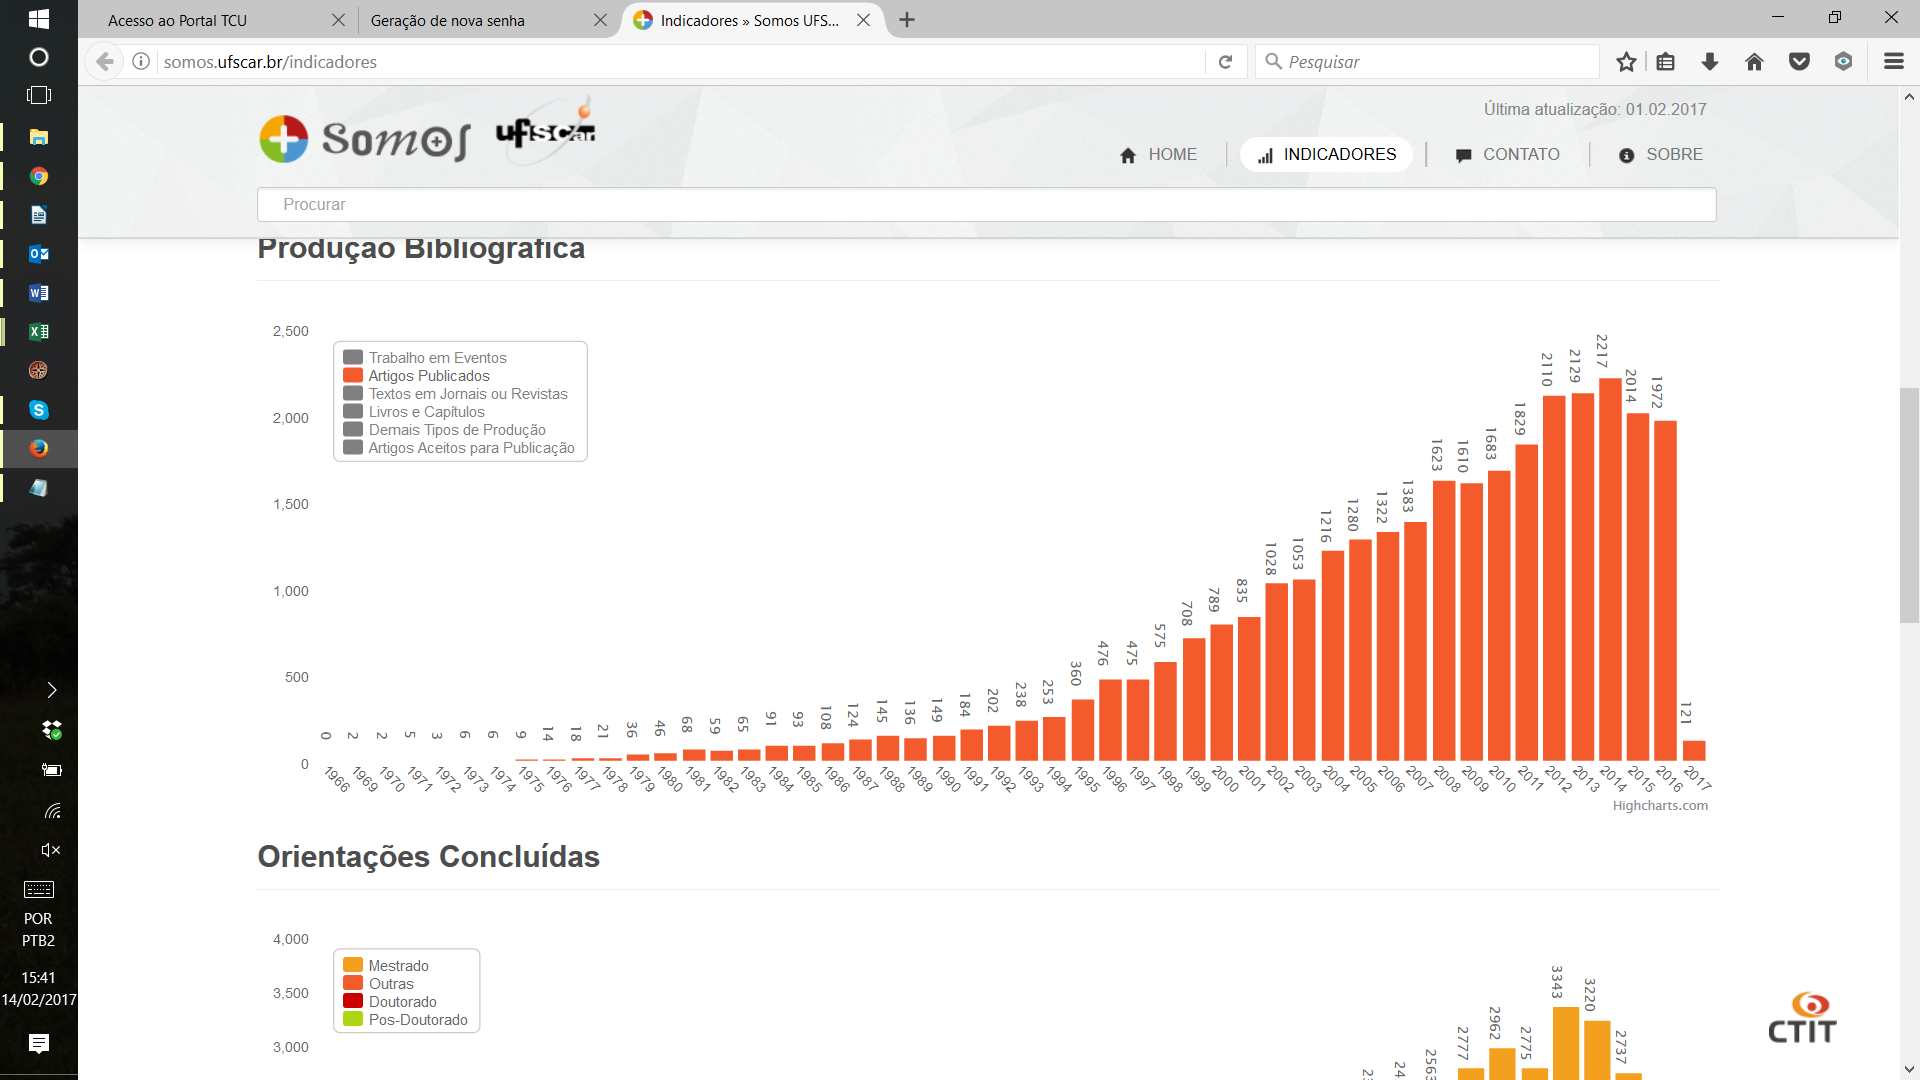 Acesso ao Portal TCU
Geração de nova senha
Indicadores » Somos UFS...
somos.ufscar.br/indicadores
Pesquisar
Somos
ufscar
Última atualização: 01.02.2017
HOME
INDICADORES
CONTATO
SOBRE
Procurar
Produção Bibliográfica
2,500
2,000
1,500
1,000
500
0
Trabalho em Eventos
Artigos Publicados
Textos em Jornais ou Revistas
Livros e Capítulos
Demais Tipos de Produção
Artigos Aceitos para Publicação
0 2 2 5 3 6 6 9 14 18 21 36 46 68 59 65 91 93 108 124 145 136 149 184 202 238 253 360 476 475 575 708 789 835 1028 1053 1216 1280 1322 1383 1623 1610 1683 1829 2110 2129 2217 2014 1972 121
1966 1969 1970 1971 1972 1973 1974 1975 1976 1977 1978 1979 1980 1981 1982 1983 1984 1985 1986 1987 1988 1989 1990 1991 1992 1993 1994 1995 1996 1997 1998 1999 2000 2001 2002 2003 2004 2005 2006 2007 2008 2009 2010 2011 2012 2013 2014 2015 2016 2017
Highcharts.com
Orientações Concluídas
4,000
3,500
3,000
Mestrado
Outras
Doutorado
Pos-Doutorado
2563 2777 2962 2775 3343 3220 2737
CTIT
POR
PTB2
15:41
14/02/2017